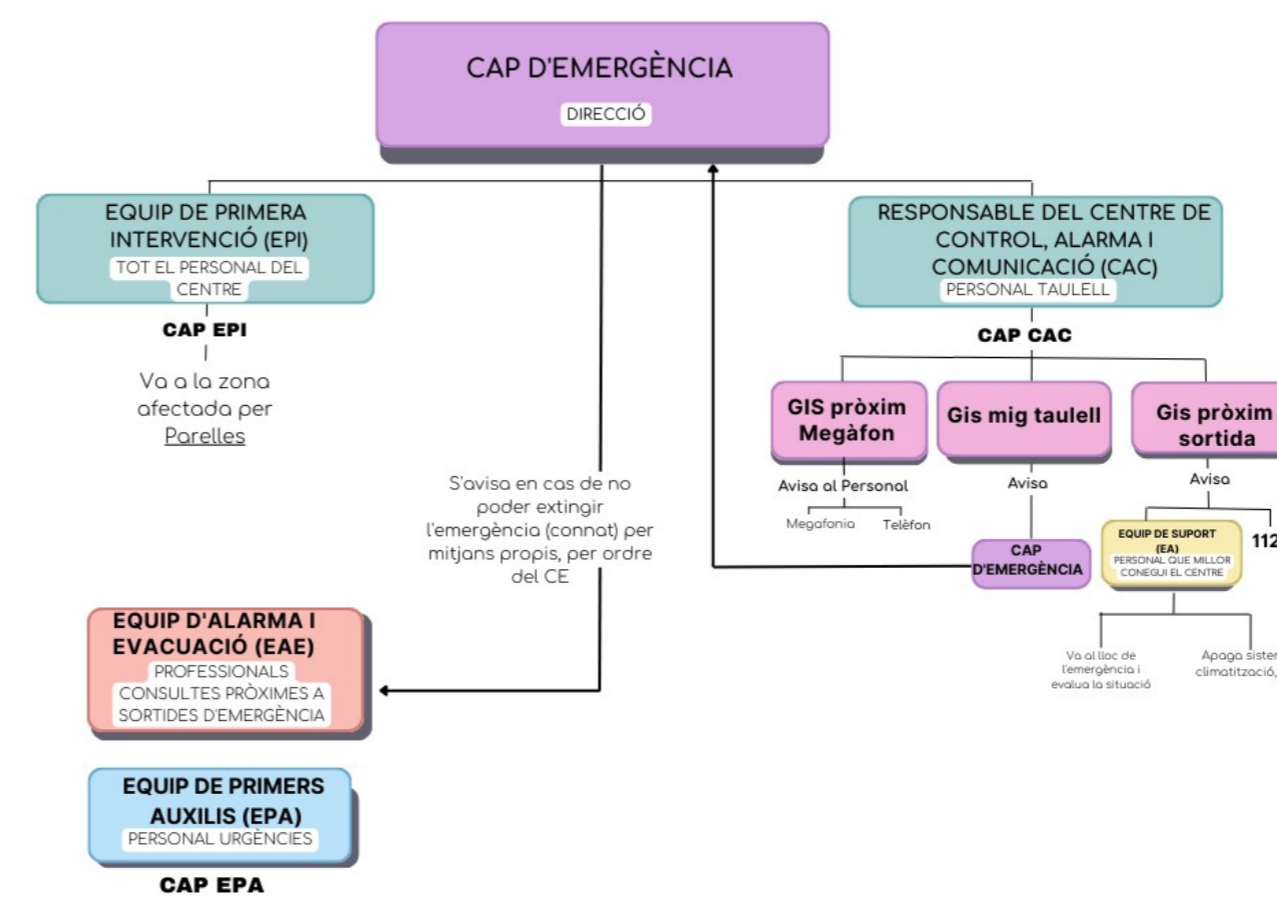 CAP D'EMERGÈNCIA
DIRECCIÓ
EQUIP DE PRIMERA
INTERVENCIÓ (EPI)
TOT EL PERSONAL DEL
CENTRE
CAP EPI
Va a la zona
afectada per
Parelles
RESPONSABLE DEL CENTRE DE
CONTROL, ALARMA I
COMUNICACIÓ (CAC)
PERSONAL TAULELL
CAP CAC
GIS pròxim
Megàfon
Avisa al Personal
Megafonia
Telèfon
Gis mig taulell
Avisa
CAP
D'EMERGÈNCIA
Gis pròxim
sortida
Avisa
EQUIP DE SUPORT
(EA)
PERSONAL QUE MILLOR
CONEGUI EL CENTRE
112
Va al lloc de
l'emergència i
evalua la situació
Apaga sister
climatització,
S'avisa en cas de no
poder extingir
l'emergència (connat) per
mitjans propis, per ordre
del CE
EQUIP D'ALARMA I
EVACUACIÓ (EAE)
PROFESSIONALS
CONSULTES PRÒXIMES A
SORTIDES D'EMERGÈNCIA
EQUIP DE PRIMERS
AUXILIS (EPA)
PERSONAL URGÈNCIES
CAP EPA